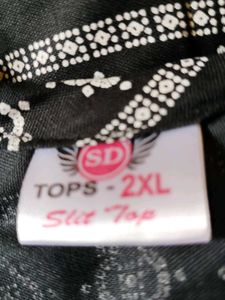 SD
TOPS - 2XL
Slit Top